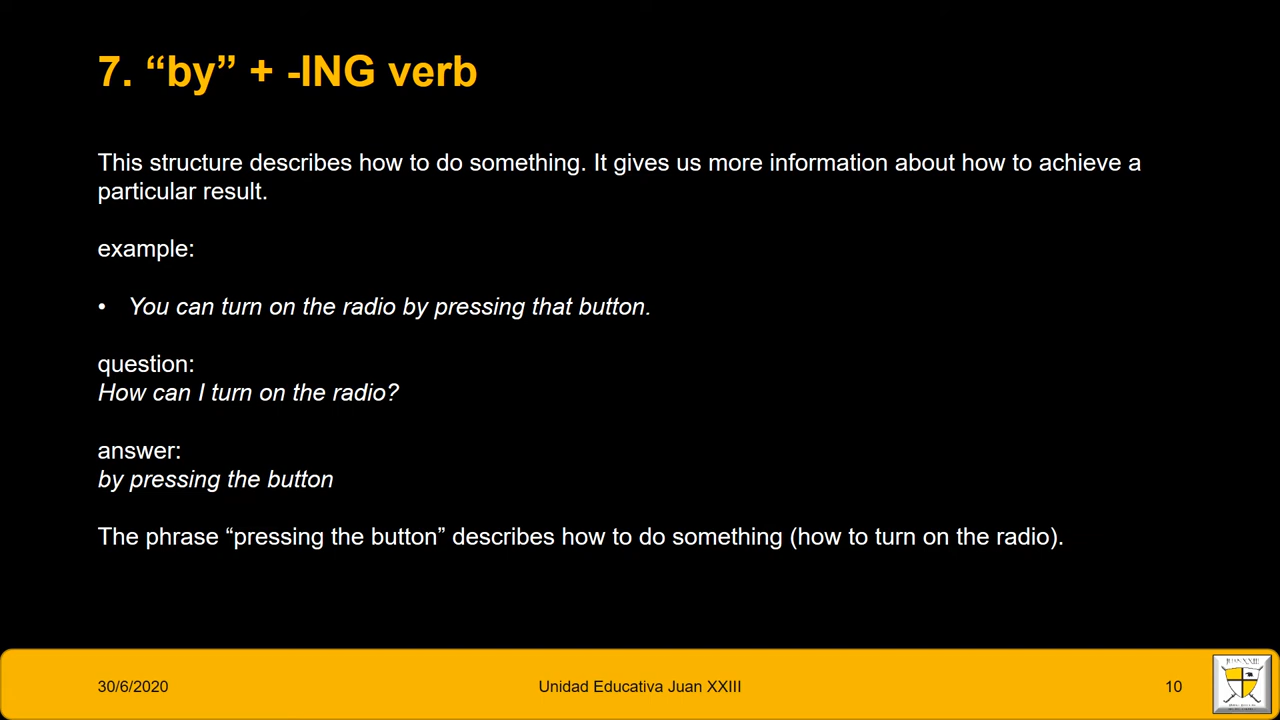 7. “by” + -ING verb
This structure describes how to do something. It gives us more information about how to achieve a
particular result.
example:
• You can turn on the radio by pressing that button.
question:
How can I turn on the radio?
answer:
by pressing the button
The phrase “pressing the button” describes how to do something (how to turn on the radio).
30/6/2020
Unidad Educativa Juan XXIII
10
JUAN XXIII